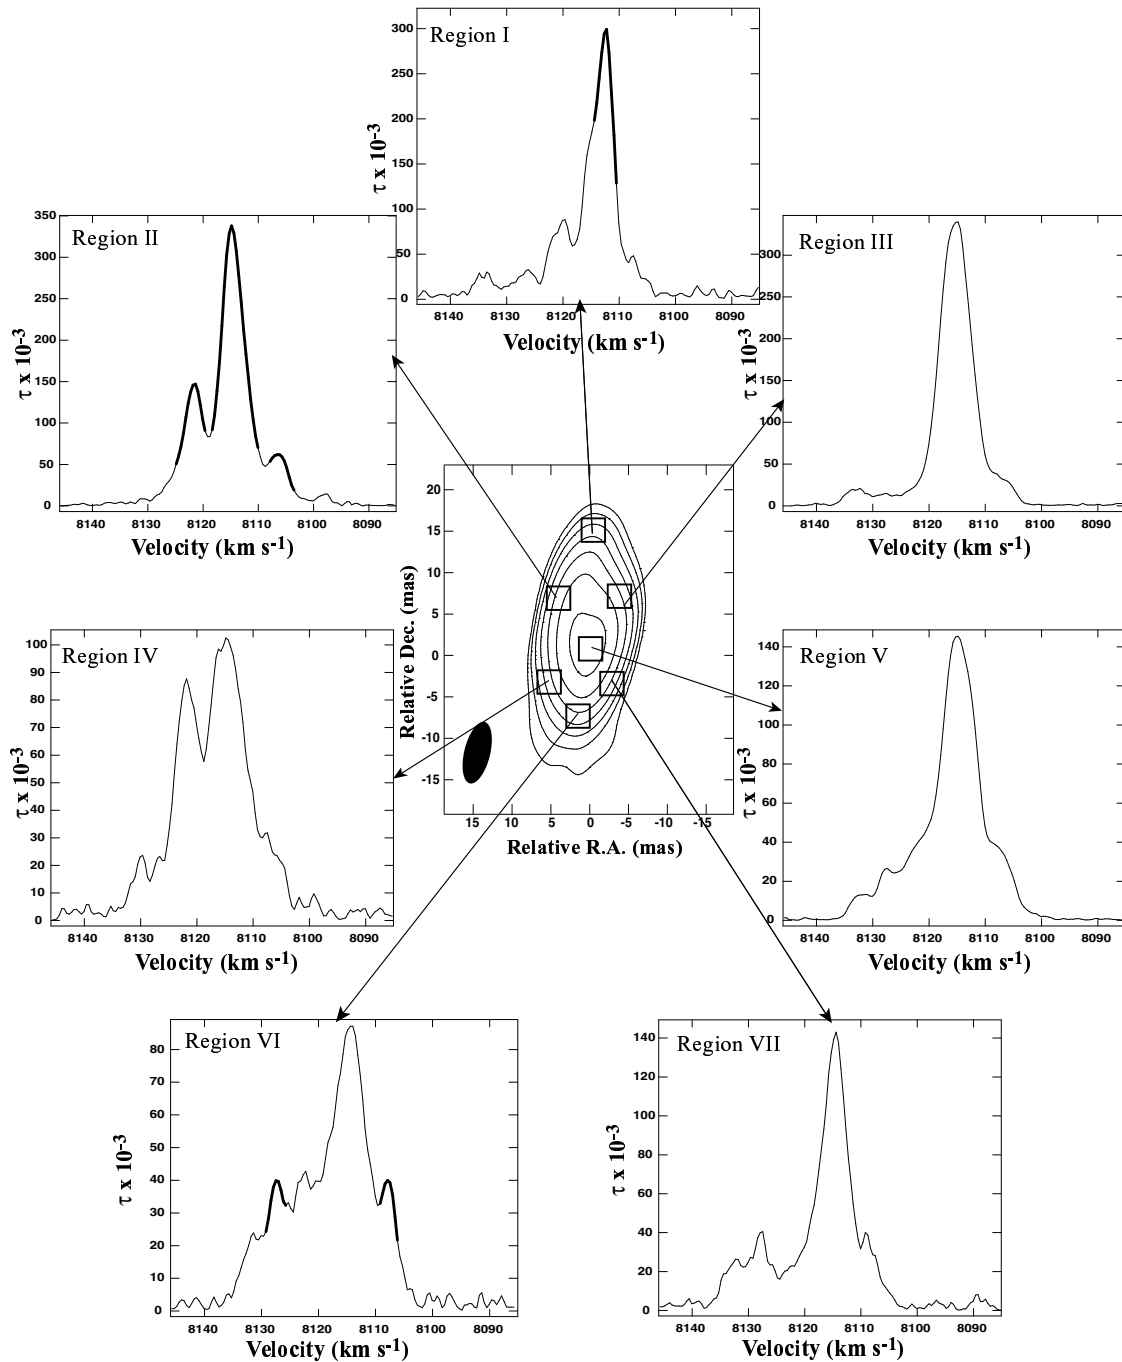 Region I
300
250
200
150
100
50
0
τ x 10-3
8140 8130 8120 8110 8100 8090
Velocity (km s-1)
Region II
350
300
250
200
150
100
50
0
τ x 10-3
8140 8130 8120 8110 8100 8090
Velocity (km s-1)
Region III
300
250
200
150
100
50
0
τ x 10-3
8140 8130 8120 8110 8100 8090
Velocity (km s-1)
20
15
10
5
0
-5
-10
-15
Relative Dec. (mas)
15 10 5 0 -5 -10 -15
Relative R.A. (mas)
Region IV
100
90
80
70
60
50
40
30
20
10
0
τ x 10-3
8140 8130 8120 8110 8100 8090
Velocity (km s-1)
Region V
140
120
100
80
60
40
20
0
τ x 10-3
8140 8130 8120 8110 8100 8090
Velocity (km s-1)
Region VI
80
70
60
50
40
30
20
10
0
τ x 10-3
8140 8130 8120 8110 8100 8090
Velocity (km s-1)
Region VII
140
120
100
80
60
40
20
0
τ x 10-3
8140 8130 8120 8110 8100 8090
Velocity (km s-1)